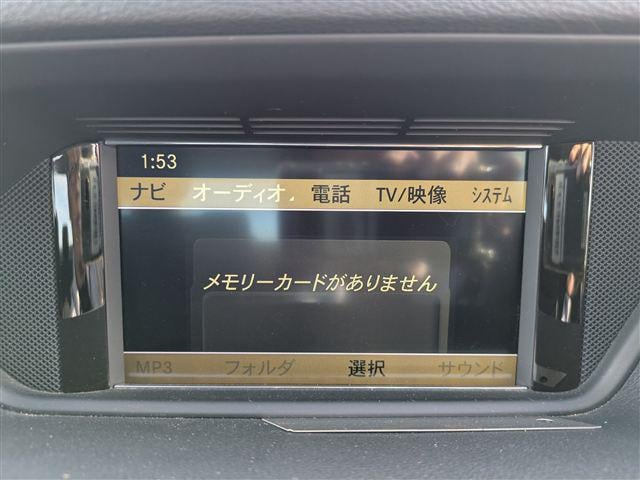 1:53
ナビ オーディオ 電話 TV/映像 システム
メモリーカードがありません
MP3 フォルダ 選択 サウンド